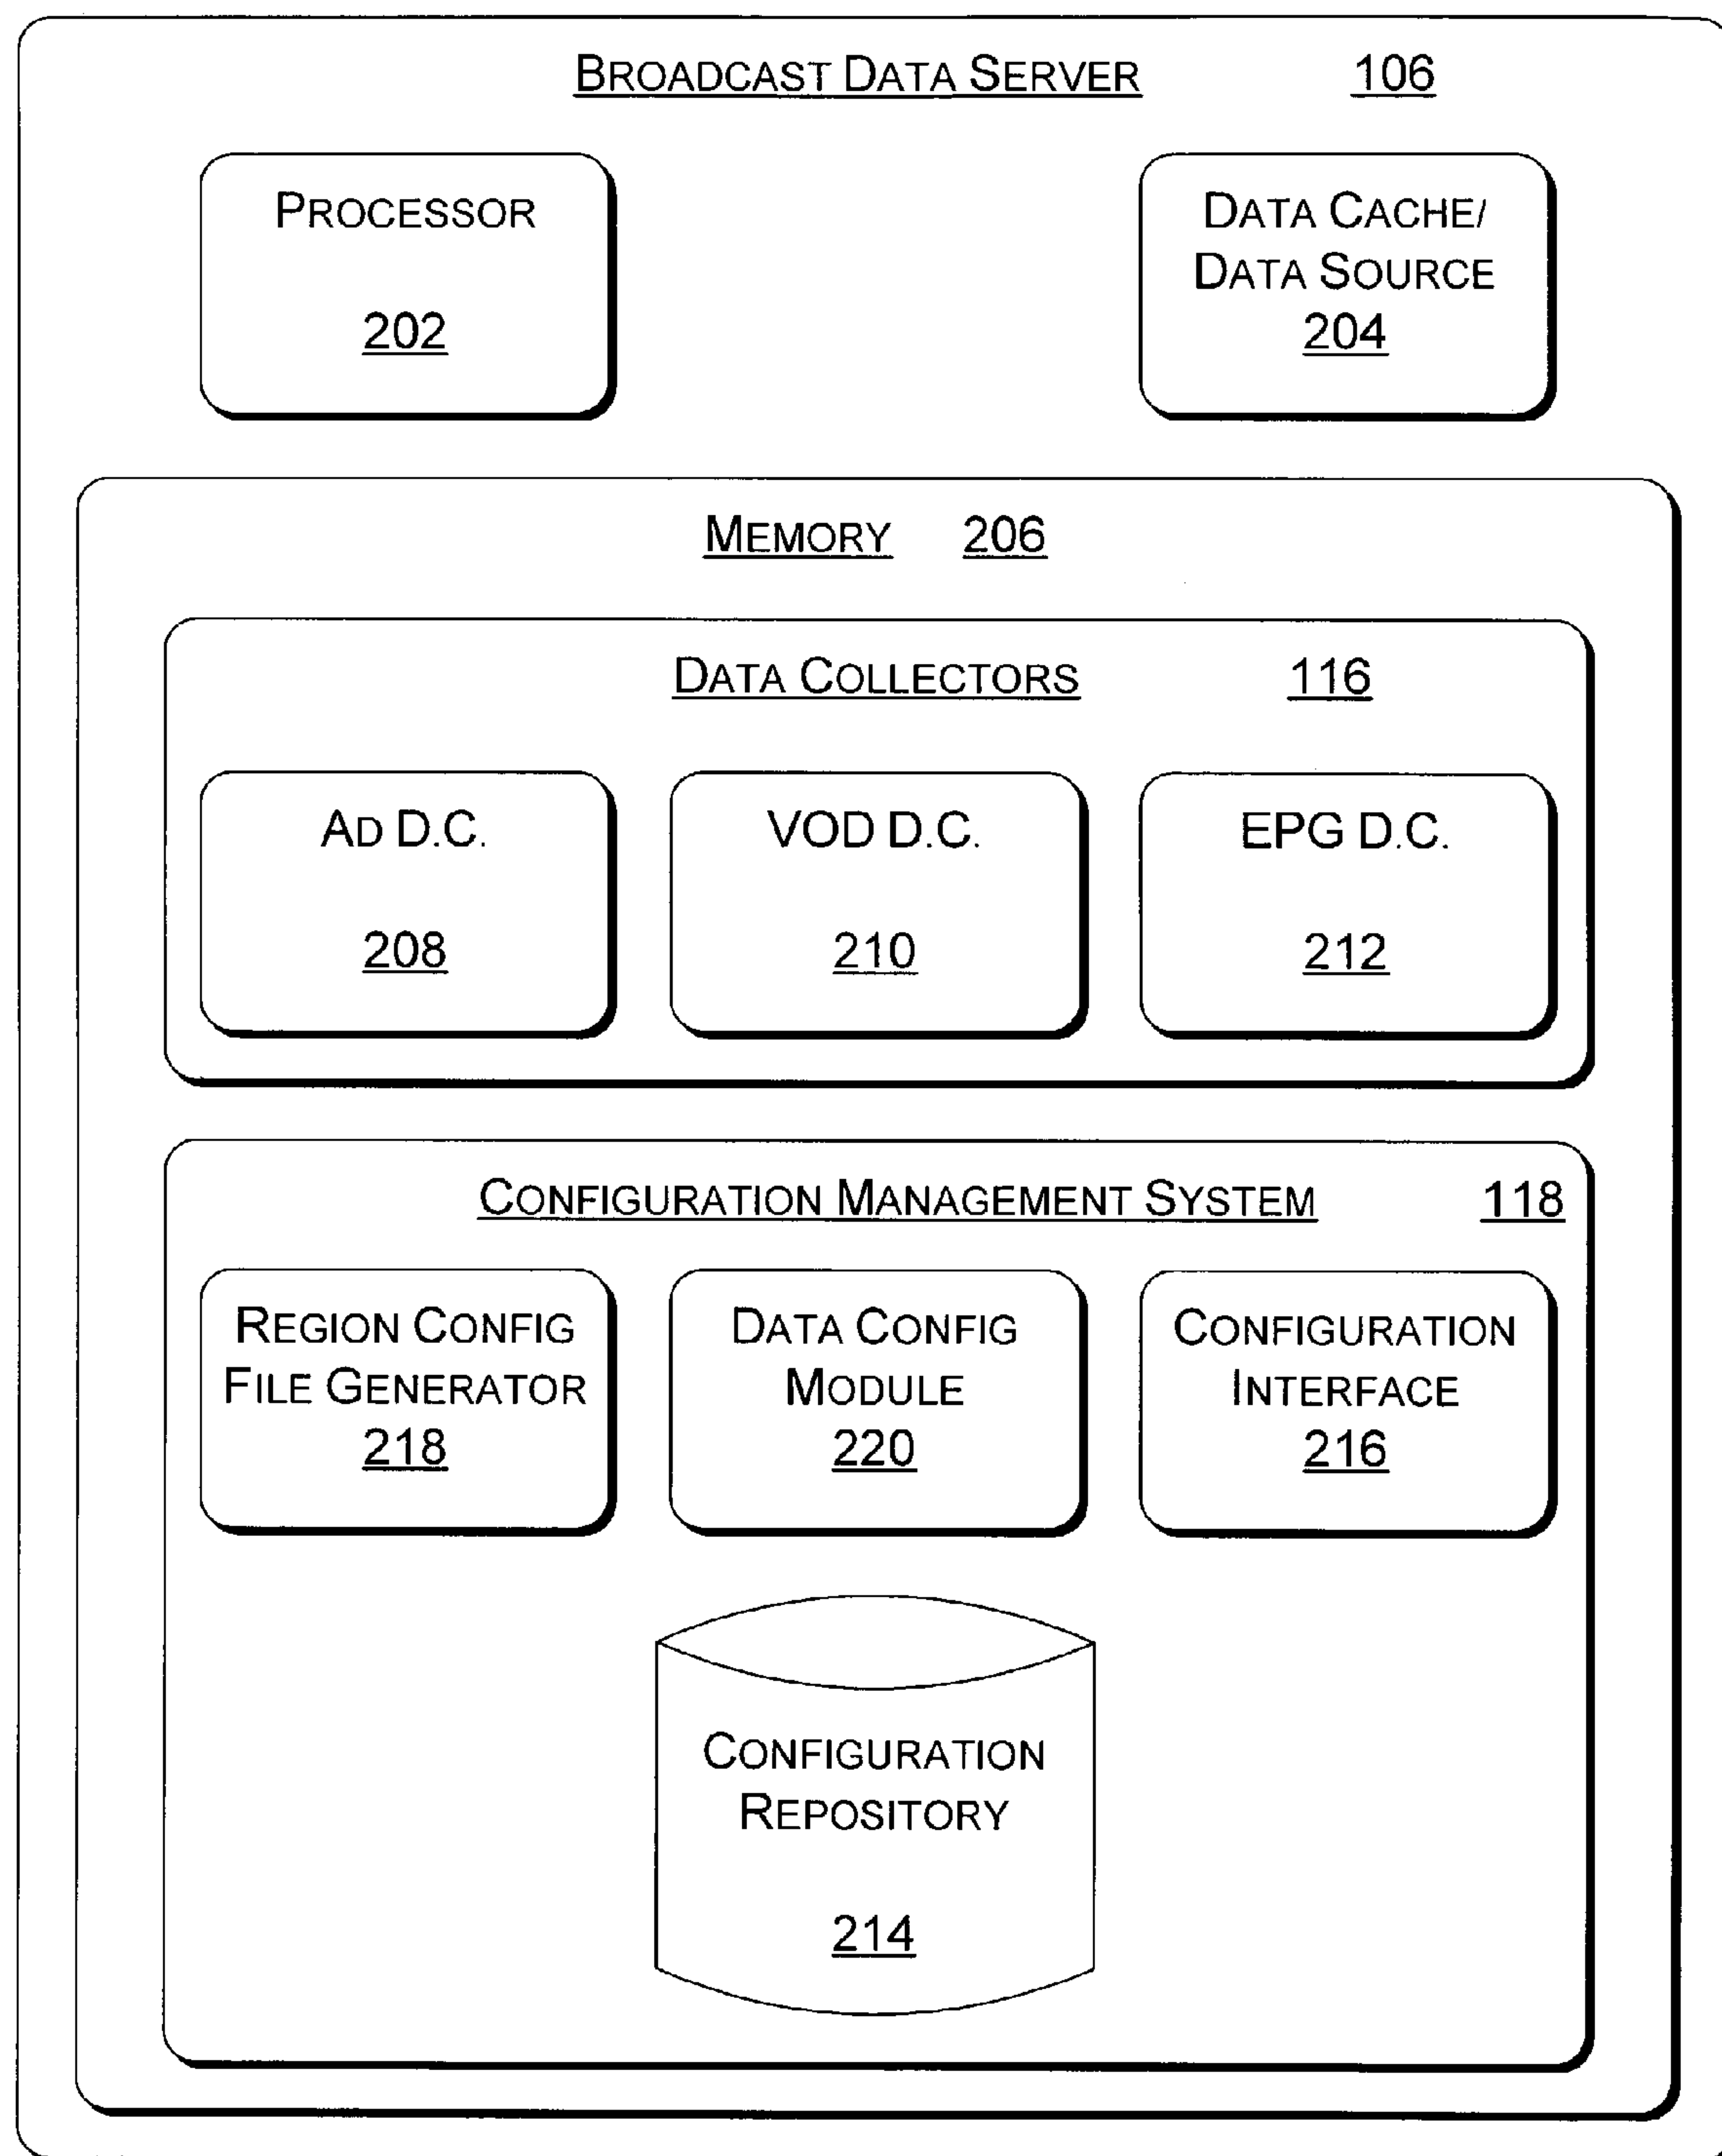 BROADCAST DATA SERVER 106
PROCESSOR
202
DATA CACHE/
DATA SOURCE
204
MEMORY 206
DATA COLLECTORS 116
AD D.C.
208
VOD D.C.
210
EPG D.C.
212
CONFIGURATION MANAGEMENT SYSTEM 118
REGION CONFIG
FILE GENERATOR
218
DATA CONFIG
MODULE
220
CONFIGURATION
INTERFACE
216
CONFIGURATION
REPOSITORY
214